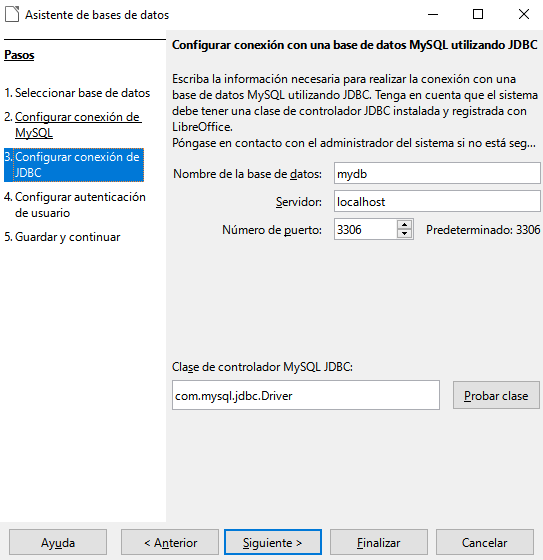 Asistente de bases de datos
Pasos
1. Seleccionar base de datos
2. Configurar conexión de
MySQL
3. Configurar conexión de
JDBC
4. Configurar autenticación
de usuario
5. Guardar y continuar
Configurar conexión con una base de datos MySQL utilizando JDBC
Escriba la información necesaria para realizar la conexión con una
base de datos MySQL utilizando JDBC. Tenga en cuenta que el sistema
debe tener una clase de controlador JDBC instalada y registrada con
LibreOffice.
Póngase en contacto con el administrador del sistema si no está seg...
Nombre de la base de datos: mydb
Servidor: localhost
Número de puerto: 3306 Predeterminado: 3306
Clase de controlador MySQL JDBC:
com.mysql.jdbc.Driver Probar clase
Ayuda < Anterior Siguiente > Finalizar Cancelar